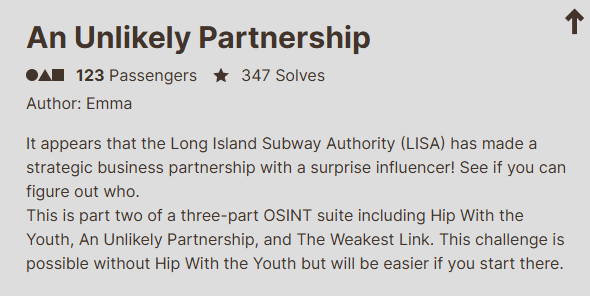 An Unlikely Partnership
123 Passengers 347 Solves
Author: Emma
It appears that the Long Island Subway Authority (LISA) has made a
strategic business partnership with a surprise influencer! See if you can
figure out who.
This is part two of a three-part OSINT suite including Hip With the
Youth, An Unlikely Partnership, and The Weakest Link. This challenge is
possible without Hip With the Youth but will be easier if you start there.